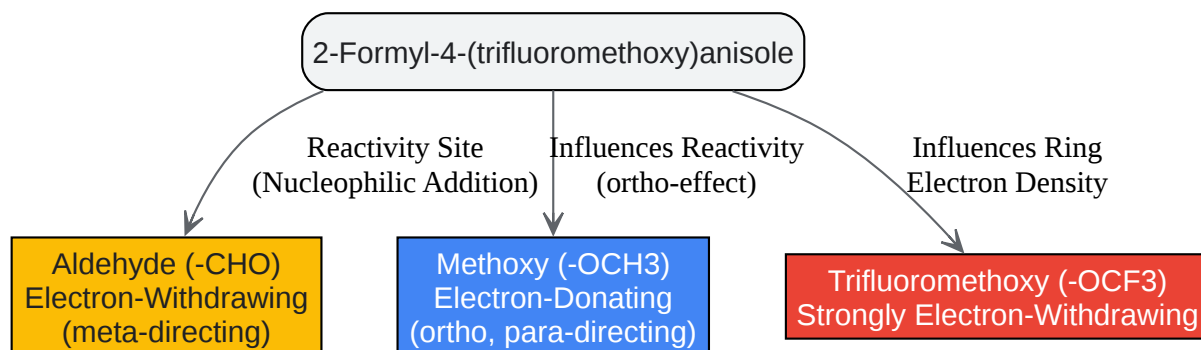 2-Formyl-4-(trifluoromethoxy)anisole
Reactivity Site
(Nucleophilic Addition)
Influences Reactivity
(ortho-effect)
Influences Ring
Electron Density
Aldehyde (-CHO)
Electron-Withdrawing
(meta-directing)
Methoxy (-OCH3)
Electron-Donating
(ortho, para-directing)
Trifluoromethoxy (-OCF3)
Strongly Electron-Withdrawing